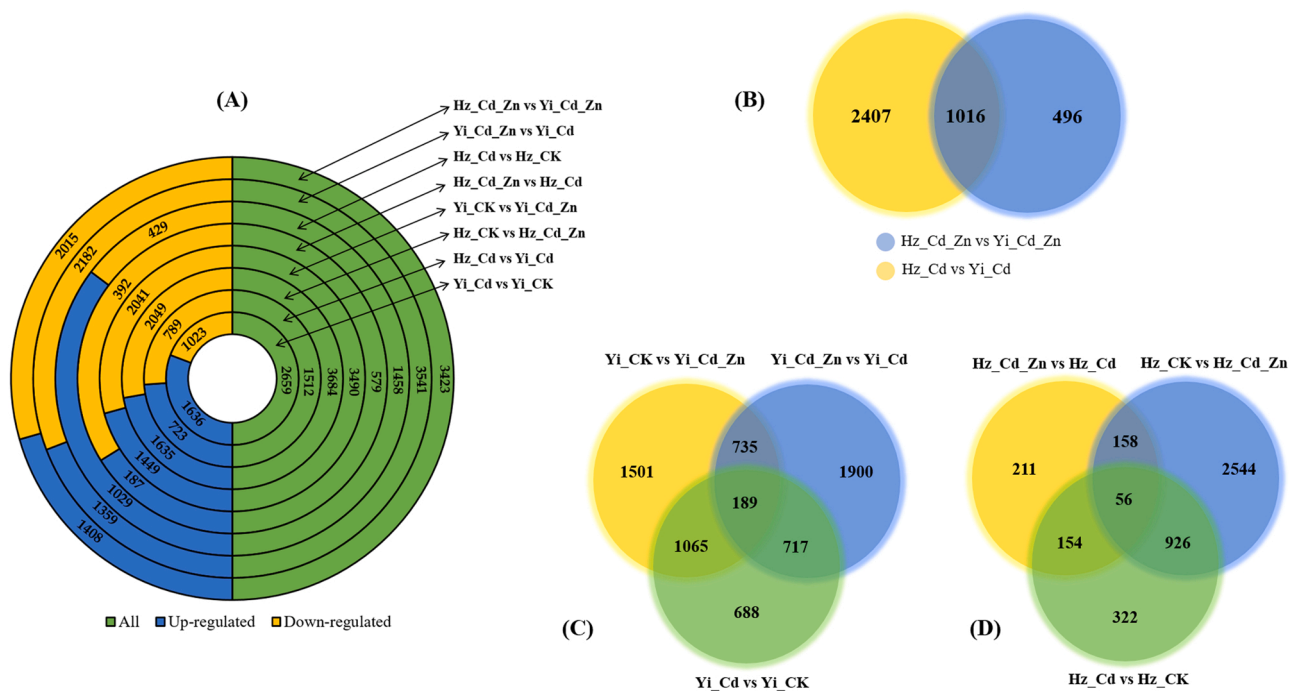 (A)
Hz_Cd_Zn vs Yi_Cd_Zn
Yi_Cd_Zn vs Yi_Cd
Hz_Cd vs Hz_CK
Hz_Cd_Zn vs Hz_Cd
Yi_CK vs Yi_Cd_Zn
Hz_CK vs Hz_Cd_Zn
Hz_Cd vs Yi_Cd
Yi_Cd vs Yi_CK
2015
2182
429
392
2041
2049
789
1023
2659
1512
3684
3490
579
1458
3541
3423
1636
723
1635
1449
187
1029
1359
1408
All
Up-regulated
Down-regulated
(B)
2407
1016
496
Hz_Cd_Zn vs Yi_Cd_Zn
Hz_Cd vs Yi_Cd
Yi_CK vs Yi_Cd_Zn
Yi_Cd_Zn vs Yi_Cd
735
1501
1900
189
1065
717
688
(C)
Yi_Cd vs Yi_CK
Hz_Cd_Zn vs Hz_Cd
Hz_CK vs Hz_Cd_Zn
158
211
2544
56
154
926
322
(D)
Hz_Cd vs Hz_CK